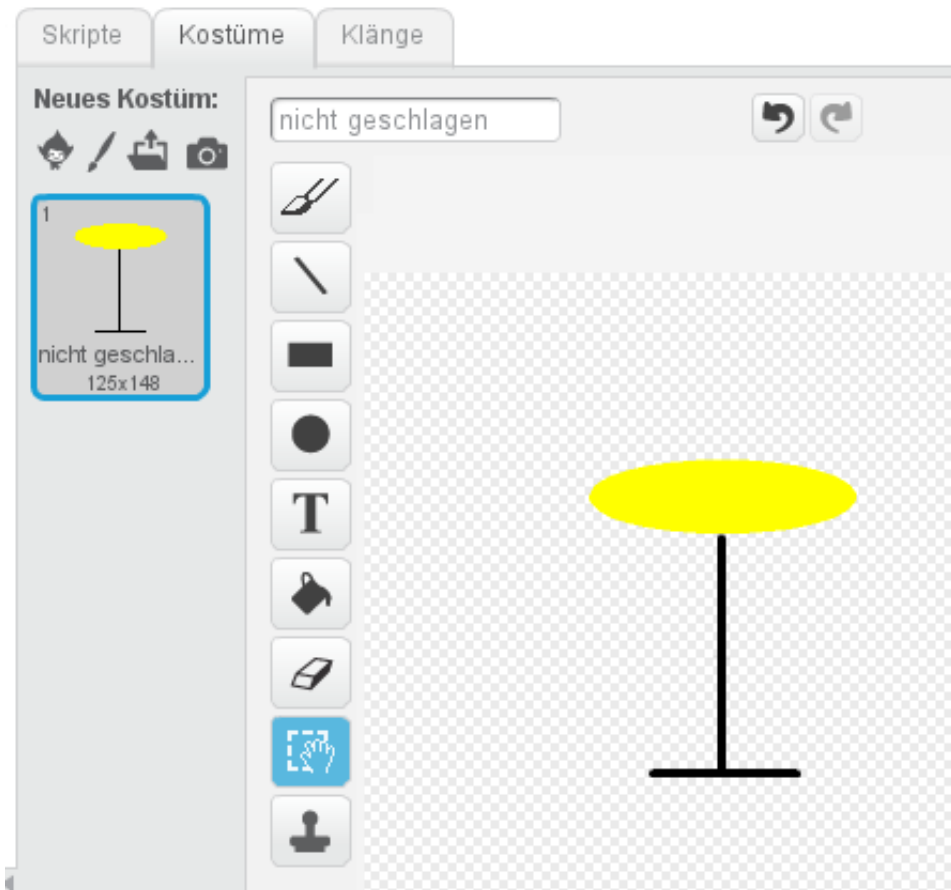 Skripte
Kostüme
Klänge
Neues Kostüm:
nicht geschlagen
1
nicht geschla...
125x148
T